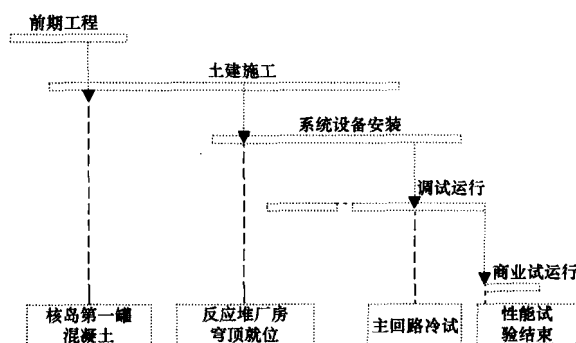 前期工程
土建施工
系统设备安装
调试运行
商业试运行
核岛第一罐
混凝土
反应堆厂房
穹顶就位
主回路冷试
性能试
验结束